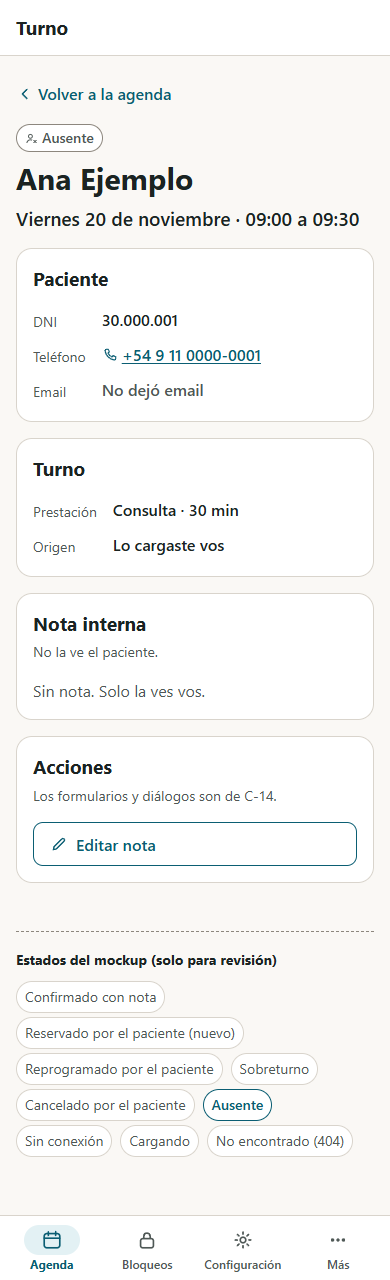 Turno
Volver a la agenda
Ausente
Ana Ejemplo
Viernes 20 de noviembre · 09:00 a 09:30
Paciente
DNI 30.000.001
Teléfono +54 9 11 0000-0001
Email No dejó email
Turno
Prestación Consulta · 30 min
Origen Lo cargaste vos
Nota interna
No la ve el paciente.
Sin nota. Solo la ves vos.
Acciones
Los formularios y diálogos son de C-14.
Editar nota
Estados del mockup (solo para revisión)
Confirmado con nota
Reservado por el paciente (nuevo)
Reprogramado por el paciente Sobreturno
Cancelado por el paciente Ausente
Sin conexión Cargando No encontrado (404)
Agenda Bloqueos Configuración Más